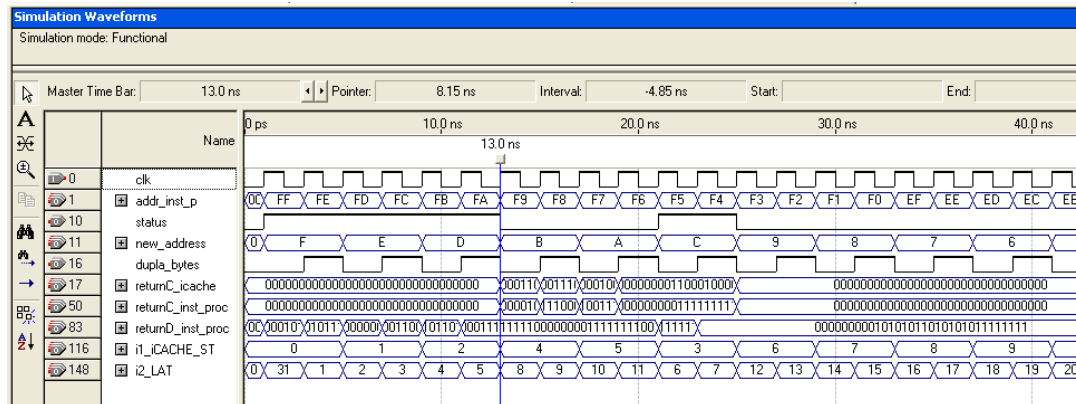 Simulation Waveforms
Simulation mode: Functional
Master Time Bar: 13.0 ns Pointer: 8.15 ns Interval: -4.85 ns Start: End:
Name 0 ps 10.0 ns 20.0 ns 30.0 ns 40.0 ns
13.0 ns
0 clk
1 addr_inst_p FF FE FD FC FB FA F9 F8 F7 F6 F5 F4 F3 F2 F1 F0 EF EE ED EC
10 status
11 new_address 0 F E D B A C 9 8 7 6
16 dupla_bytes
17 returnC_icache 00000000000000000000000000000000 00000000000000000000000000000000
50 returnC_inst_proc 00000000000000000000000000000000 00000000000000000000000000000000
83 returnD_inst_proc
116 i1_iCACHE_ST 0 1 2 4 5 3 6 7 8 9
148 i2_LAT 0 31 1 2 3 4 5 8 9 10 11 6 7 12 13 14 15 16 17 18 19 20